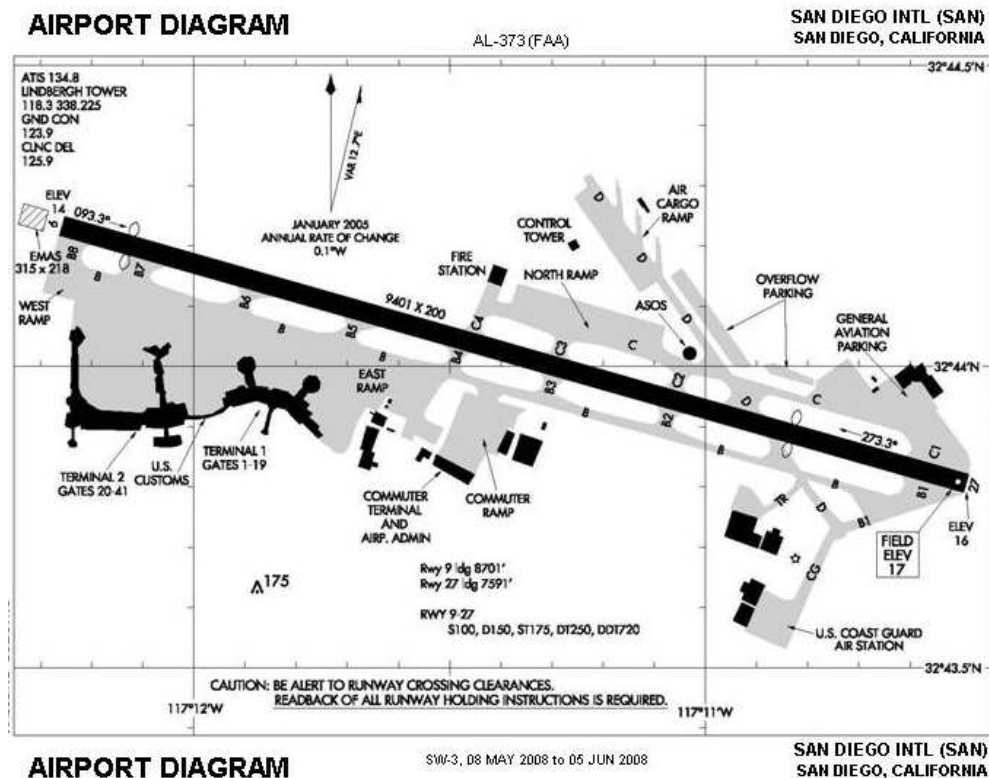 AIRPORT DIAGRAM
AL-373 (FAA)
SAN DIEGO INTL (SAN)
SAN DIEGO, CALIFORNIA
32°44.5'N
ATIS 134.8
LINDBERGH TOWER
118.3 338.225
GND CON
123.9
CLNC DEL
125.9
VAR 12.7°E
JANUARY 2005
ANNUAL RATE OF CHANGE
0.1°W
ELEV
14
093.3°
9
EMAS
315 x 218
WEST
RAMP
B8
B
B7
B6
B
B5
B
B4
C4
FIRE
STATION
CONTROL
TOWER
NORTH RAMP
D
AIR
CARGO
RAMP
D
ASOS
OVERFLOW
PARKING
GENERAL
AVIATION
PARKING
9401 X 200
C3
C
D
C2
C
32°44'N
EAST
RAMP
B3
B
B2
D
B
273.3°
C1
B
B1
27
TERMINAL 2
GATES 20-41
U.S.
CUSTOMS
TERMINAL 1
GATES 1-19
COMMUTER
TERMINAL
AND
AIRP. ADMIN
COMMUTER
RAMP
TR
D
B1
CG
FIELD
ELEV
17
ELEV
16
175
Rwy 9 ldg 8701'
Rwy 27 ldg 7591'
RWY 9-27
S100, D150, ST175, DT250, DDT720
U.S. COAST GUARD
AIR STATION
32°43.5'N
CAUTION: BE ALERT TO RUNWAY CROSSING CLEARANCES.
READBACK OF ALL RUNWAY HOLDING INSTRUCTIONS IS REQUIRED.
117°12'W
117°11'W
AIRPORT DIAGRAM
SW-3, 08 MAY 2008 to 05 JUN 2008
SAN DIEGO INTL (SAN)
SAN DIEGO, CALIFORNIA